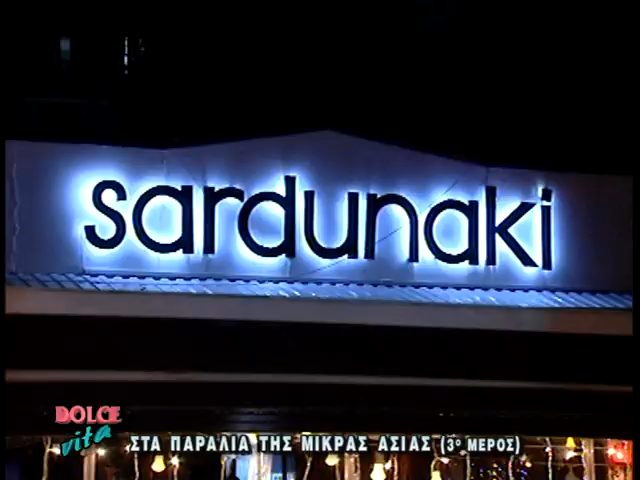 sardunaki
DOLCE
vita
ΣΤΑ ΠΑΡΑΛΙΑ ΤΗΣ ΜΙΚΡΑΣ ΑΣΙΑΣ (3ο ΜΕΡΟΣ)